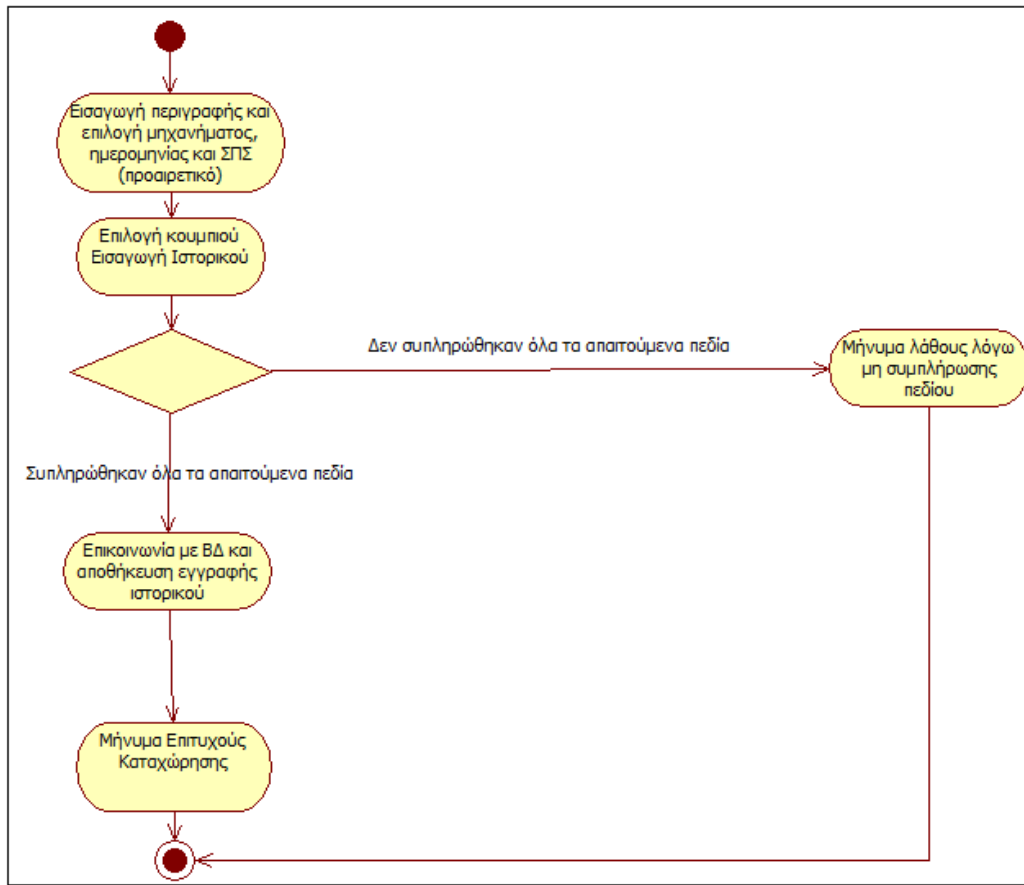 Εισαγωγή περιγραφής και
επιλογή μηχανήματος,
ημερομηνίας και ΣΠΣ
(προαιρετικό)
Επιλογή κουμπιού
Εισαγωγή Ιστορικού
Δεν συπληρώθηκαν όλα τα απαιτούμενα πεδία
Μήνυμα λάθους λόγω
μη συμπλήρωσης
πεδίου
Συπληρώθηκαν όλα τα απαιτούμενα πεδία
Επικοινωνία με ΒΔ και
αποθήκευση εγγραφής
ιστορικού
Μήνυμα Επιτυχούς
Καταχώρησης